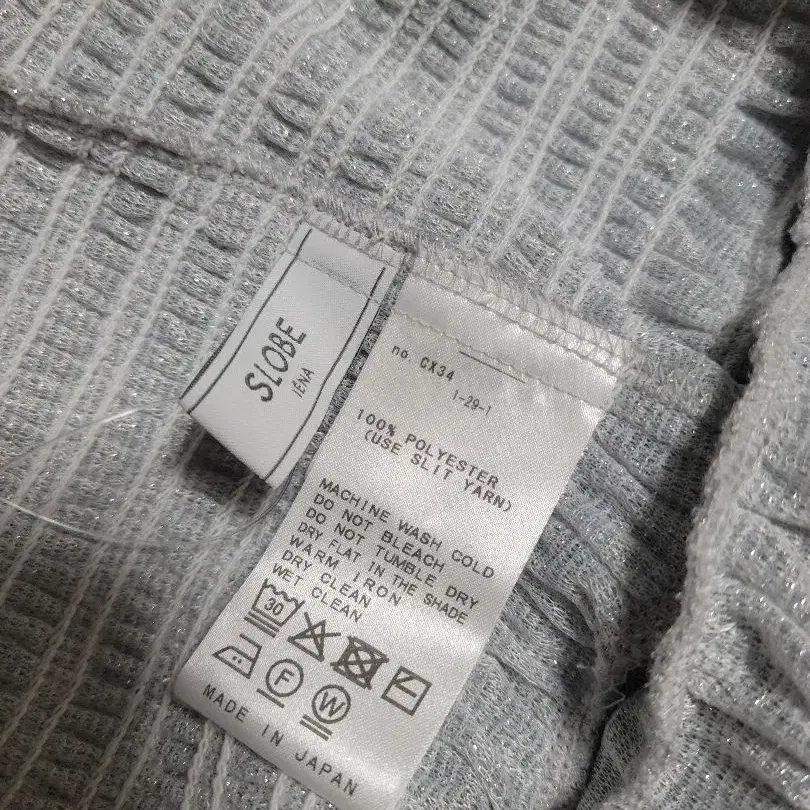 SLOBE
IÉNA
no. CX34
1-29-1
100% POLYESTER
(USE SLIT YARN)
MACHINE WASH COLD
DO NOT BLEACH
DO NOT TUMBLE DRY
DRY FLAT IN THE SHADE
WARM IRON
DRY CLEAN
WET CLEAN
30
F
W
MADE IN JAPAN